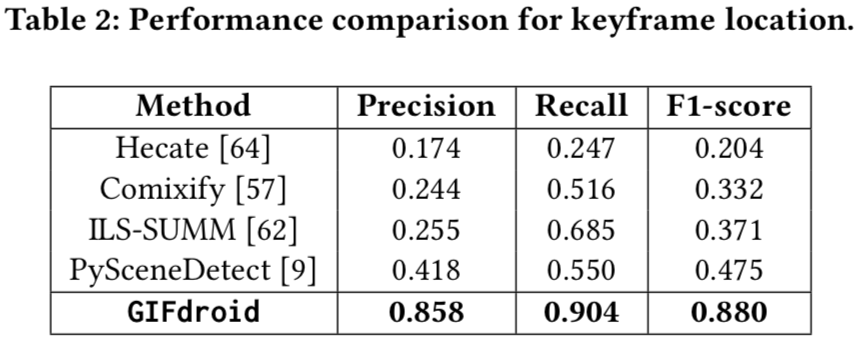 Table 2: Performance comparison for keyframe location.
Method Precision Recall F1-score
Hecate [64] 0.174 0.247 0.204
Comixify [57] 0.244 0.516 0.332
ILS-SUMM [62] 0.255 0.685 0.371
PySceneDetect [9] 0.418 0.550 0.475
GIFdroid 0.858 0.904 0.880